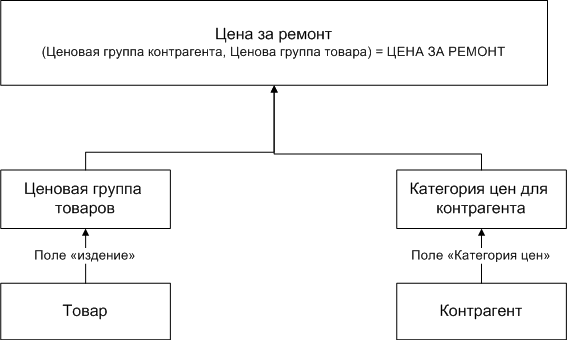 Цена за ремонт
(Ценовая группа контрагента, Ценова группа товара) = ЦЕНА ЗА РЕМОНТ
Ценовая группа
товаров
Категория цен для
контрагента
Поле «издение»
Поле «Категория цен»
Товар
Контрагент